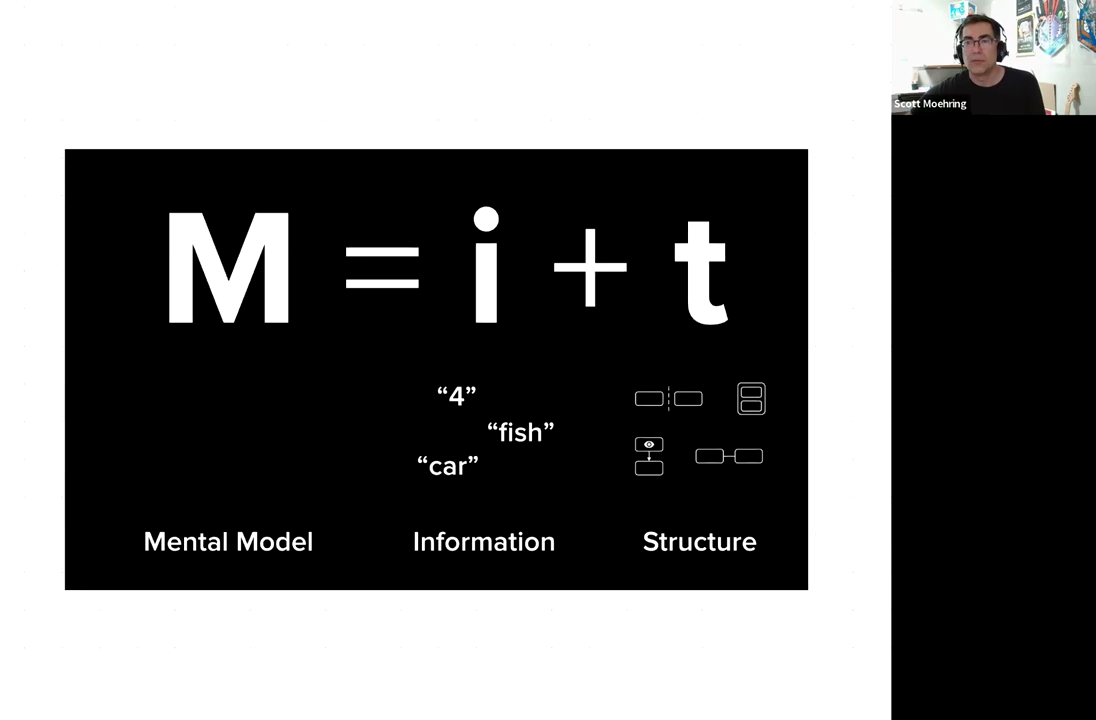 M = i + t
“4”
“fish”
“car”
Mental Model
Information
Structure
Scott Moehring